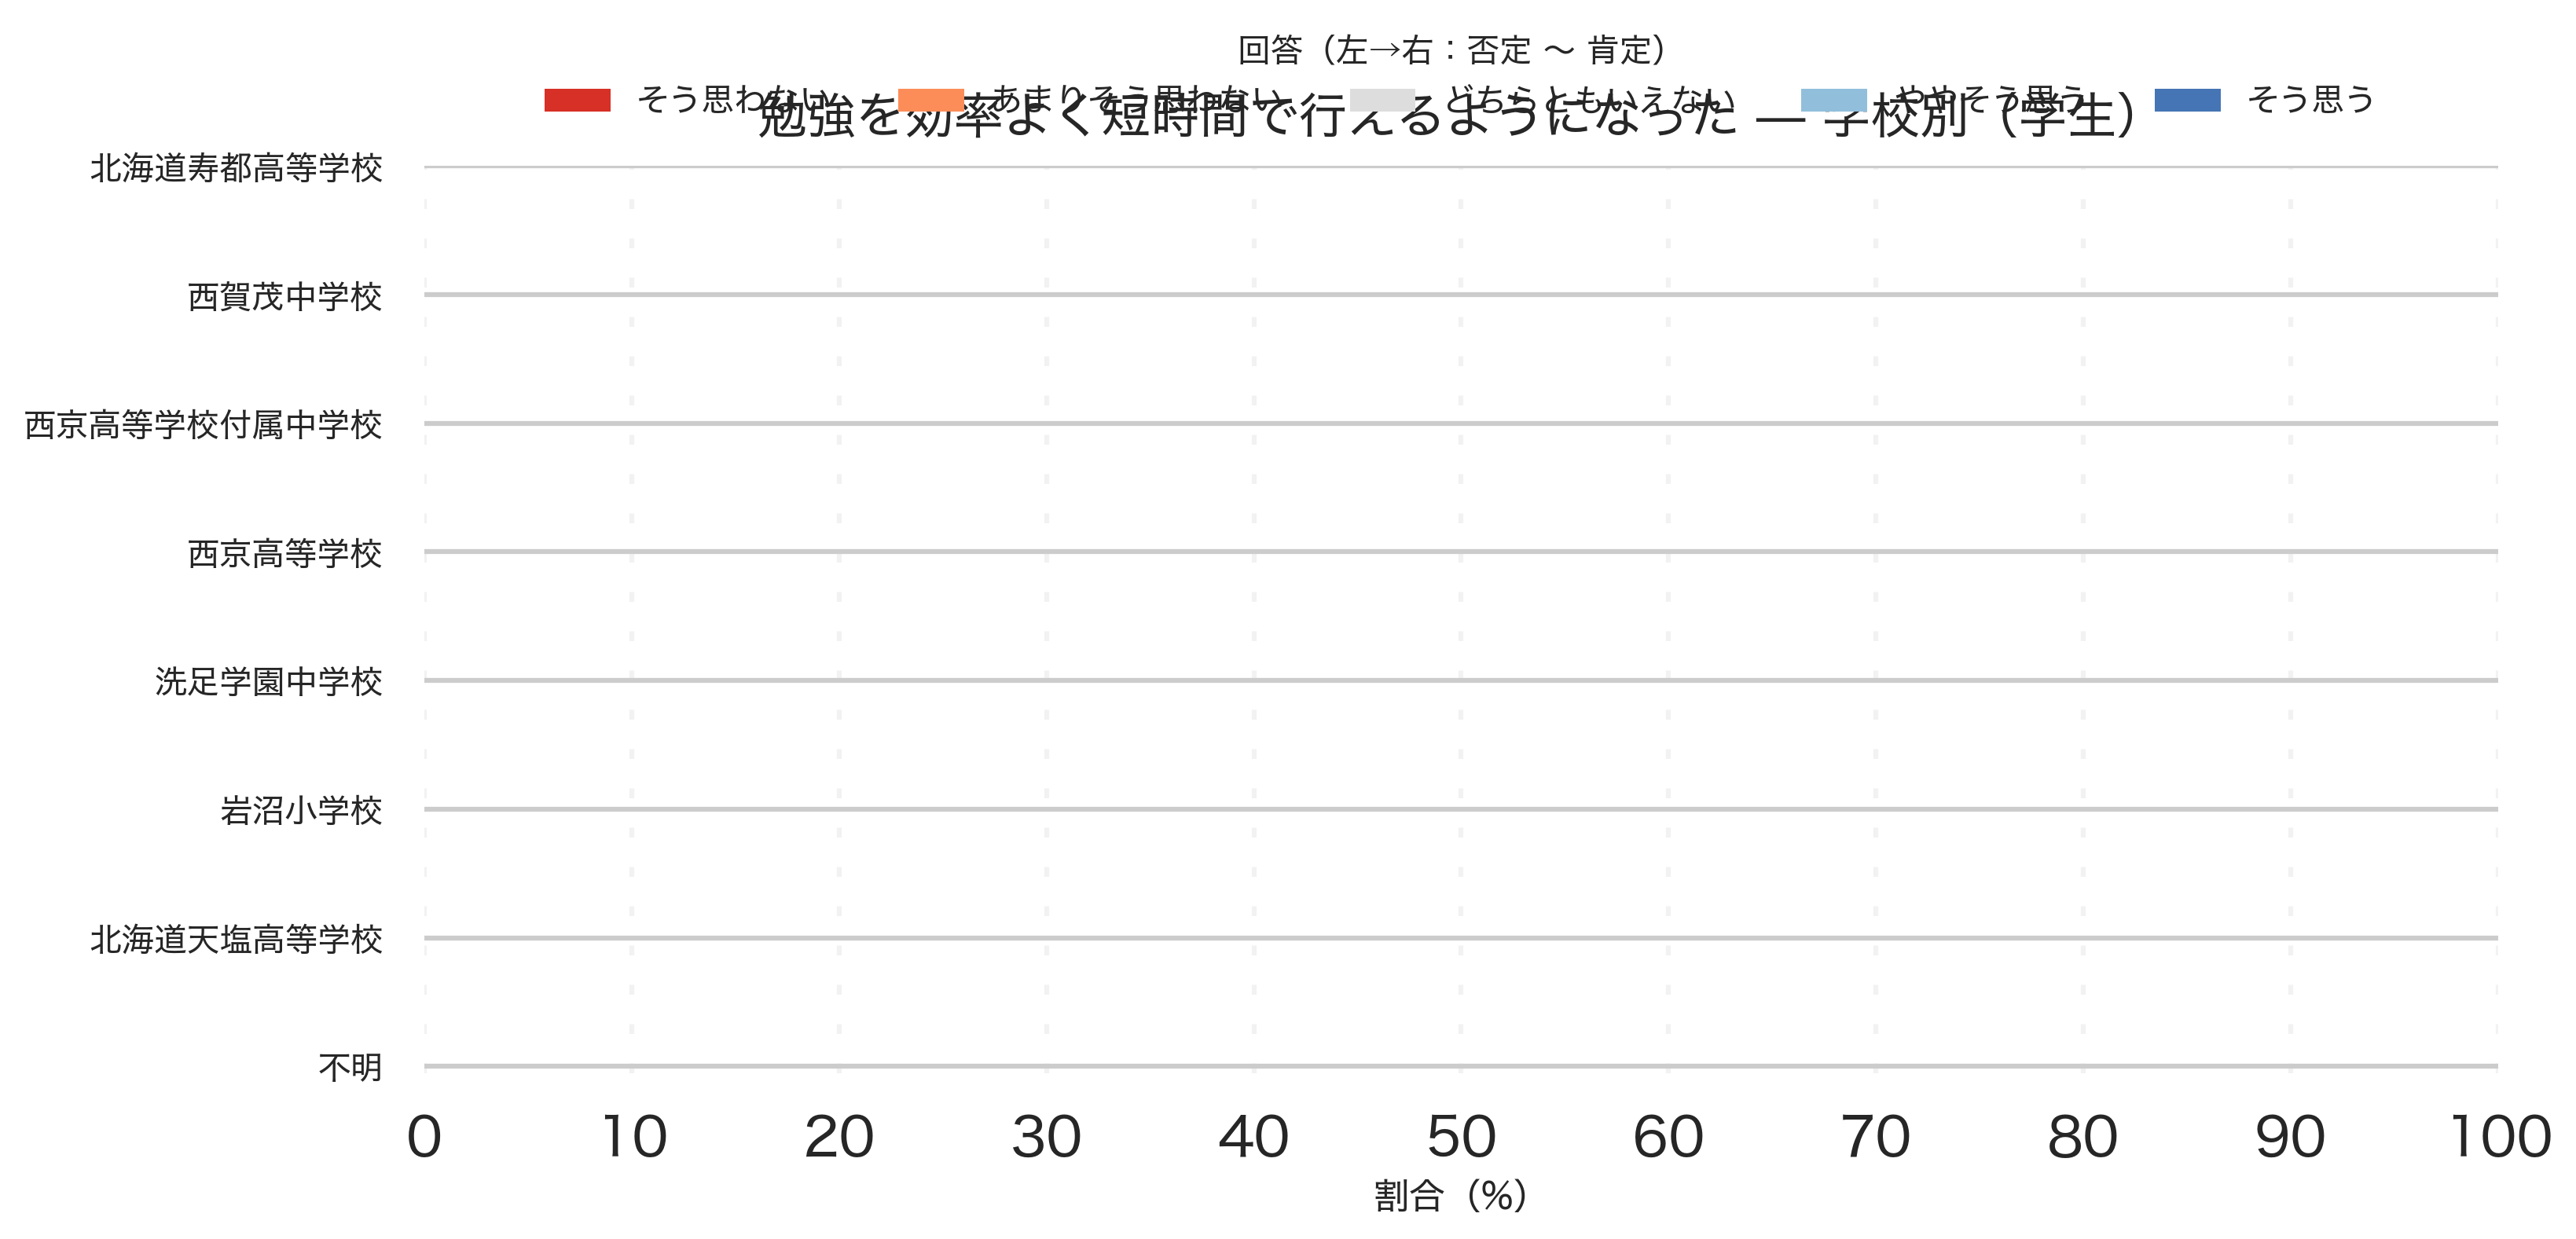 回答（左→右：否定 ～ 肯定）
そう思わない あまりそう思わない どちらともいえない ややそう思う そう思う
勉強を効率よく短時間で行えるようになった — 学校別（学生）
北海道寿都高等学校
西賀茂中学校
西京高等学校付属中学校
西京高等学校
洗足学園中学校
岩沼小学校
北海道天塩高等学校
不明
0 10 20 30 40 50 60 70 80 90 100
割合（%）